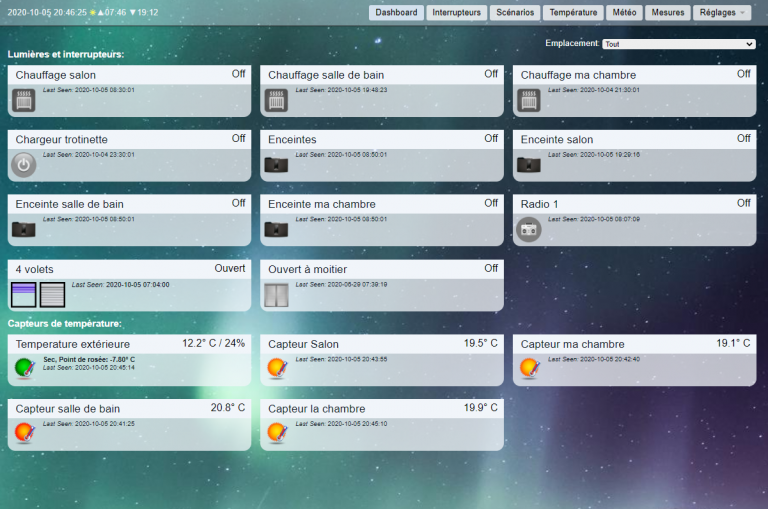 2020-10-05 20:46:25 ☀▲07:46 ▼19:12
Dashboard Interrupteurs Scénarios Température Météo Mesures Réglages
Emplacement: Tout
Lumières et interrupteurs:
Chauffage salon Off
Last Seen: 2020-10-05 08:30:01
Chauffage salle de bain Off
Last Seen: 2020-10-05 19:48:23
Chauffage ma chambre Off
Last Seen: 2020-10-04 21:30:01
Chargeur trotinette Off
Last Seen: 2020-10-04 23:30:01
Enceintes Off
Last Seen: 2020-10-05 08:50:01
Enceinte salon Off
Last Seen: 2020-10-05 19:29:16
Enceinte salle de bain Off
Last Seen: 2020-10-05 08:50:01
Enceinte ma chambre Off
Last Seen: 2020-10-05 08:50:01
Radio 1 Off
Last Seen: 2020-10-05 08:07:09
4 volets Ouvert
Last Seen: 2020-10-05 07:04:00
Ouvert à moitier Off
Last Seen: 2020-06-29 07:39:19
Capteurs de température:
Temperature extérieure 12.2° C / 24%
Sec, Point de rosée: -7.80° C
Last Seen: 2020-10-05 20:45:14
Capteur Salon 19.5° C
Last Seen: 2020-10-05 20:43:55
Capteur ma chambre 19.1° C
Last Seen: 2020-10-05 20:42:40
Capteur salle de bain 20.8° C
Last Seen: 2020-10-05 20:41:25
Capteur la chambre 19.9° C
Last Seen: 2020-10-05 20:45:10